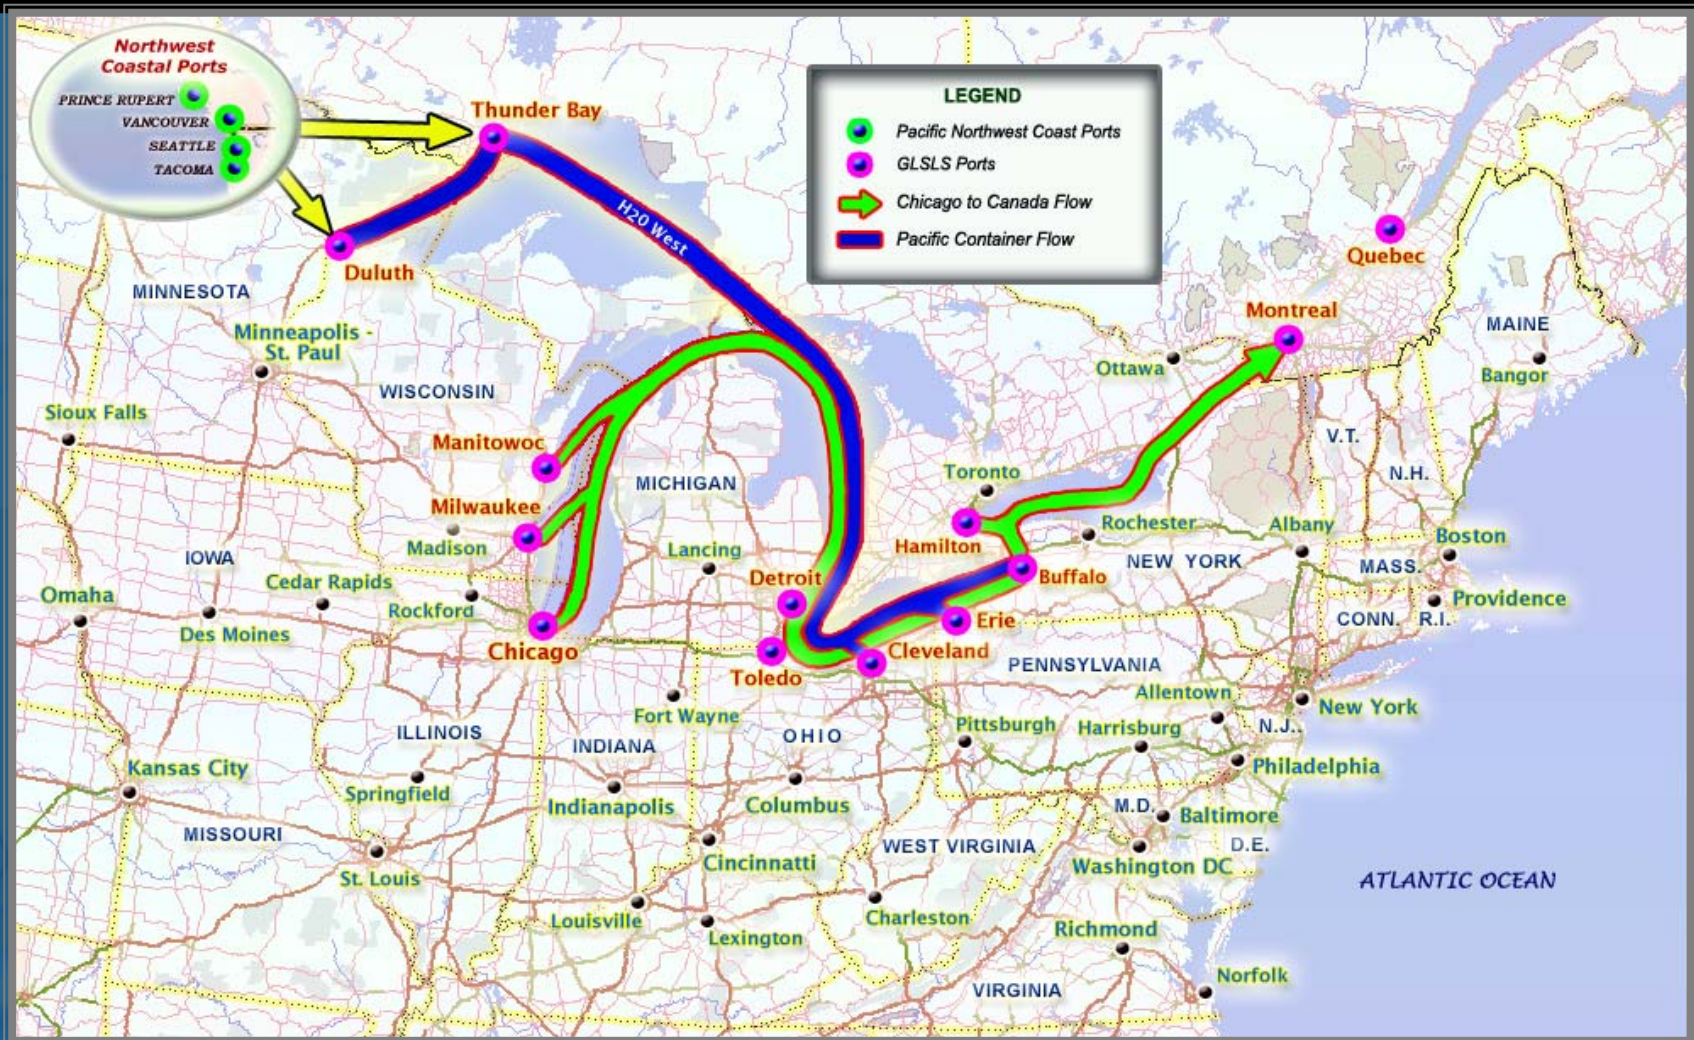 Northwest
Coastal Ports
PRINCE RUPERT
VANCOUVER
SEATTLE
TACOMA
Thunder Bay
LEGEND
Pacific Northwest Coast Ports
GLSLS Ports
Chicago to Canada Flow
Pacific Container Flow
H20 West
Quebec
Duluth
MINNESOTA
Montreal
MAINE
Minneapolis -
St. Paul
Ottawa
Bangor
WISCONSIN
Sioux Falls
Manitowoc
V.T.
Toronto
N.H.
MICHIGAN
Milwaukee
Madison
Rochester
Albany
Boston
Hamilton
IOWA
Lancing
NEW YORK
MASS.
Cedar Rapids
Detroit
Buffalo
Omaha
Rockford
Providence
Des Moines
Erie
CONN.
R.I.
Chicago
Cleveland
Toledo
PENNSYLVANIA
Allentown
New York
Fort Wayne
Pittsburgh
Harrisburg
N.J..
ILLINOIS
INDIANA
OHIO
Kansas City
Philadelphia
Springfield
Indianapolis
Columbus
M.D.
Baltimore
MISSOURI
WEST VIRGINIA
D.E.
Cincinnatti
Washington DC
St. Louis
ATLANTIC OCEAN
Louisville
Charleston
Lexington
Richmond
Norfolk
VIRGINIA